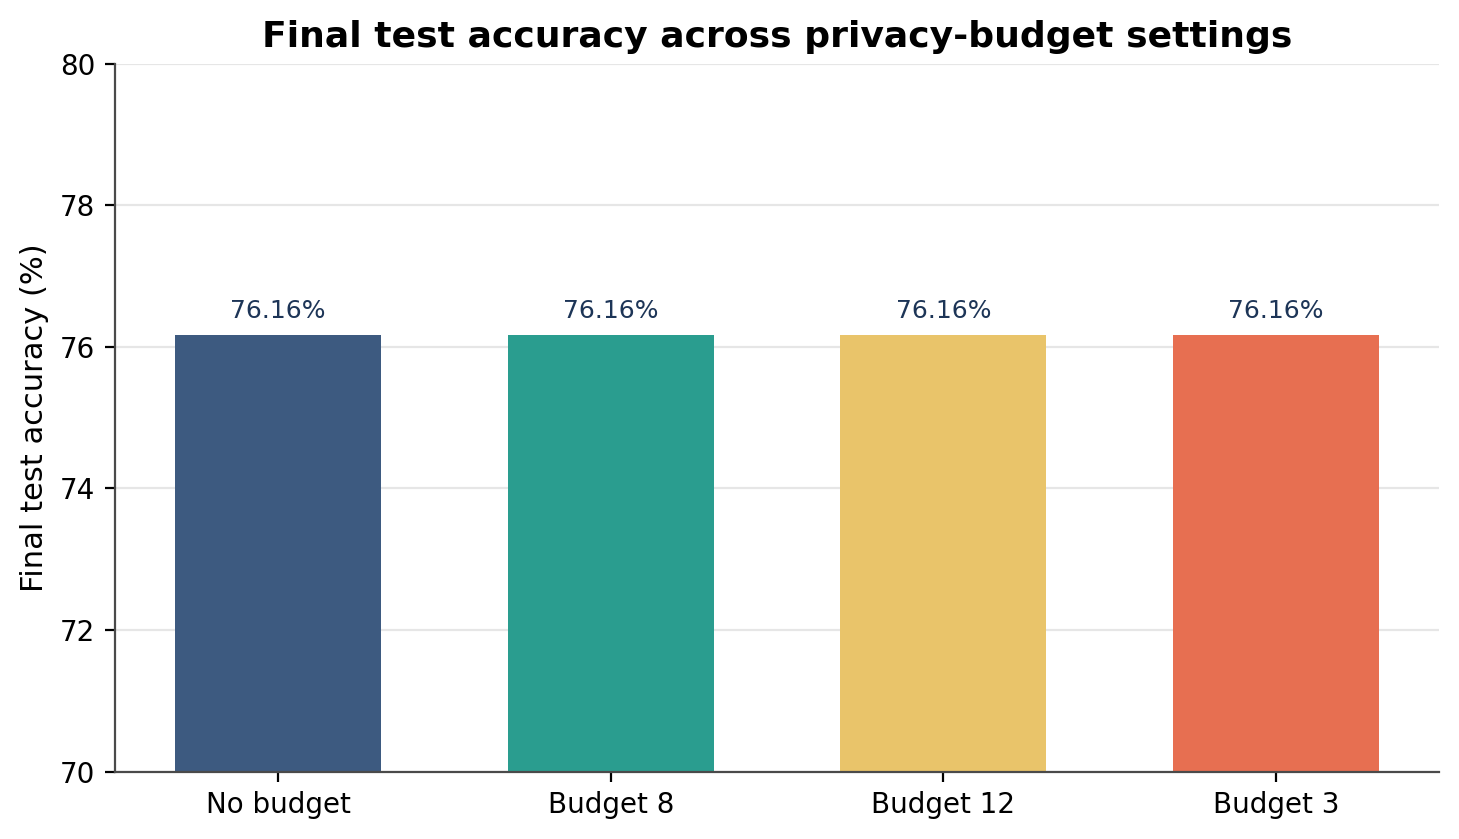 Final test accuracy across privacy-budget settings
Final test accuracy (%)
80
78
76
74
72
70
76.16%
76.16%
76.16%
76.16%
No budget
Budget 8
Budget 12
Budget 3